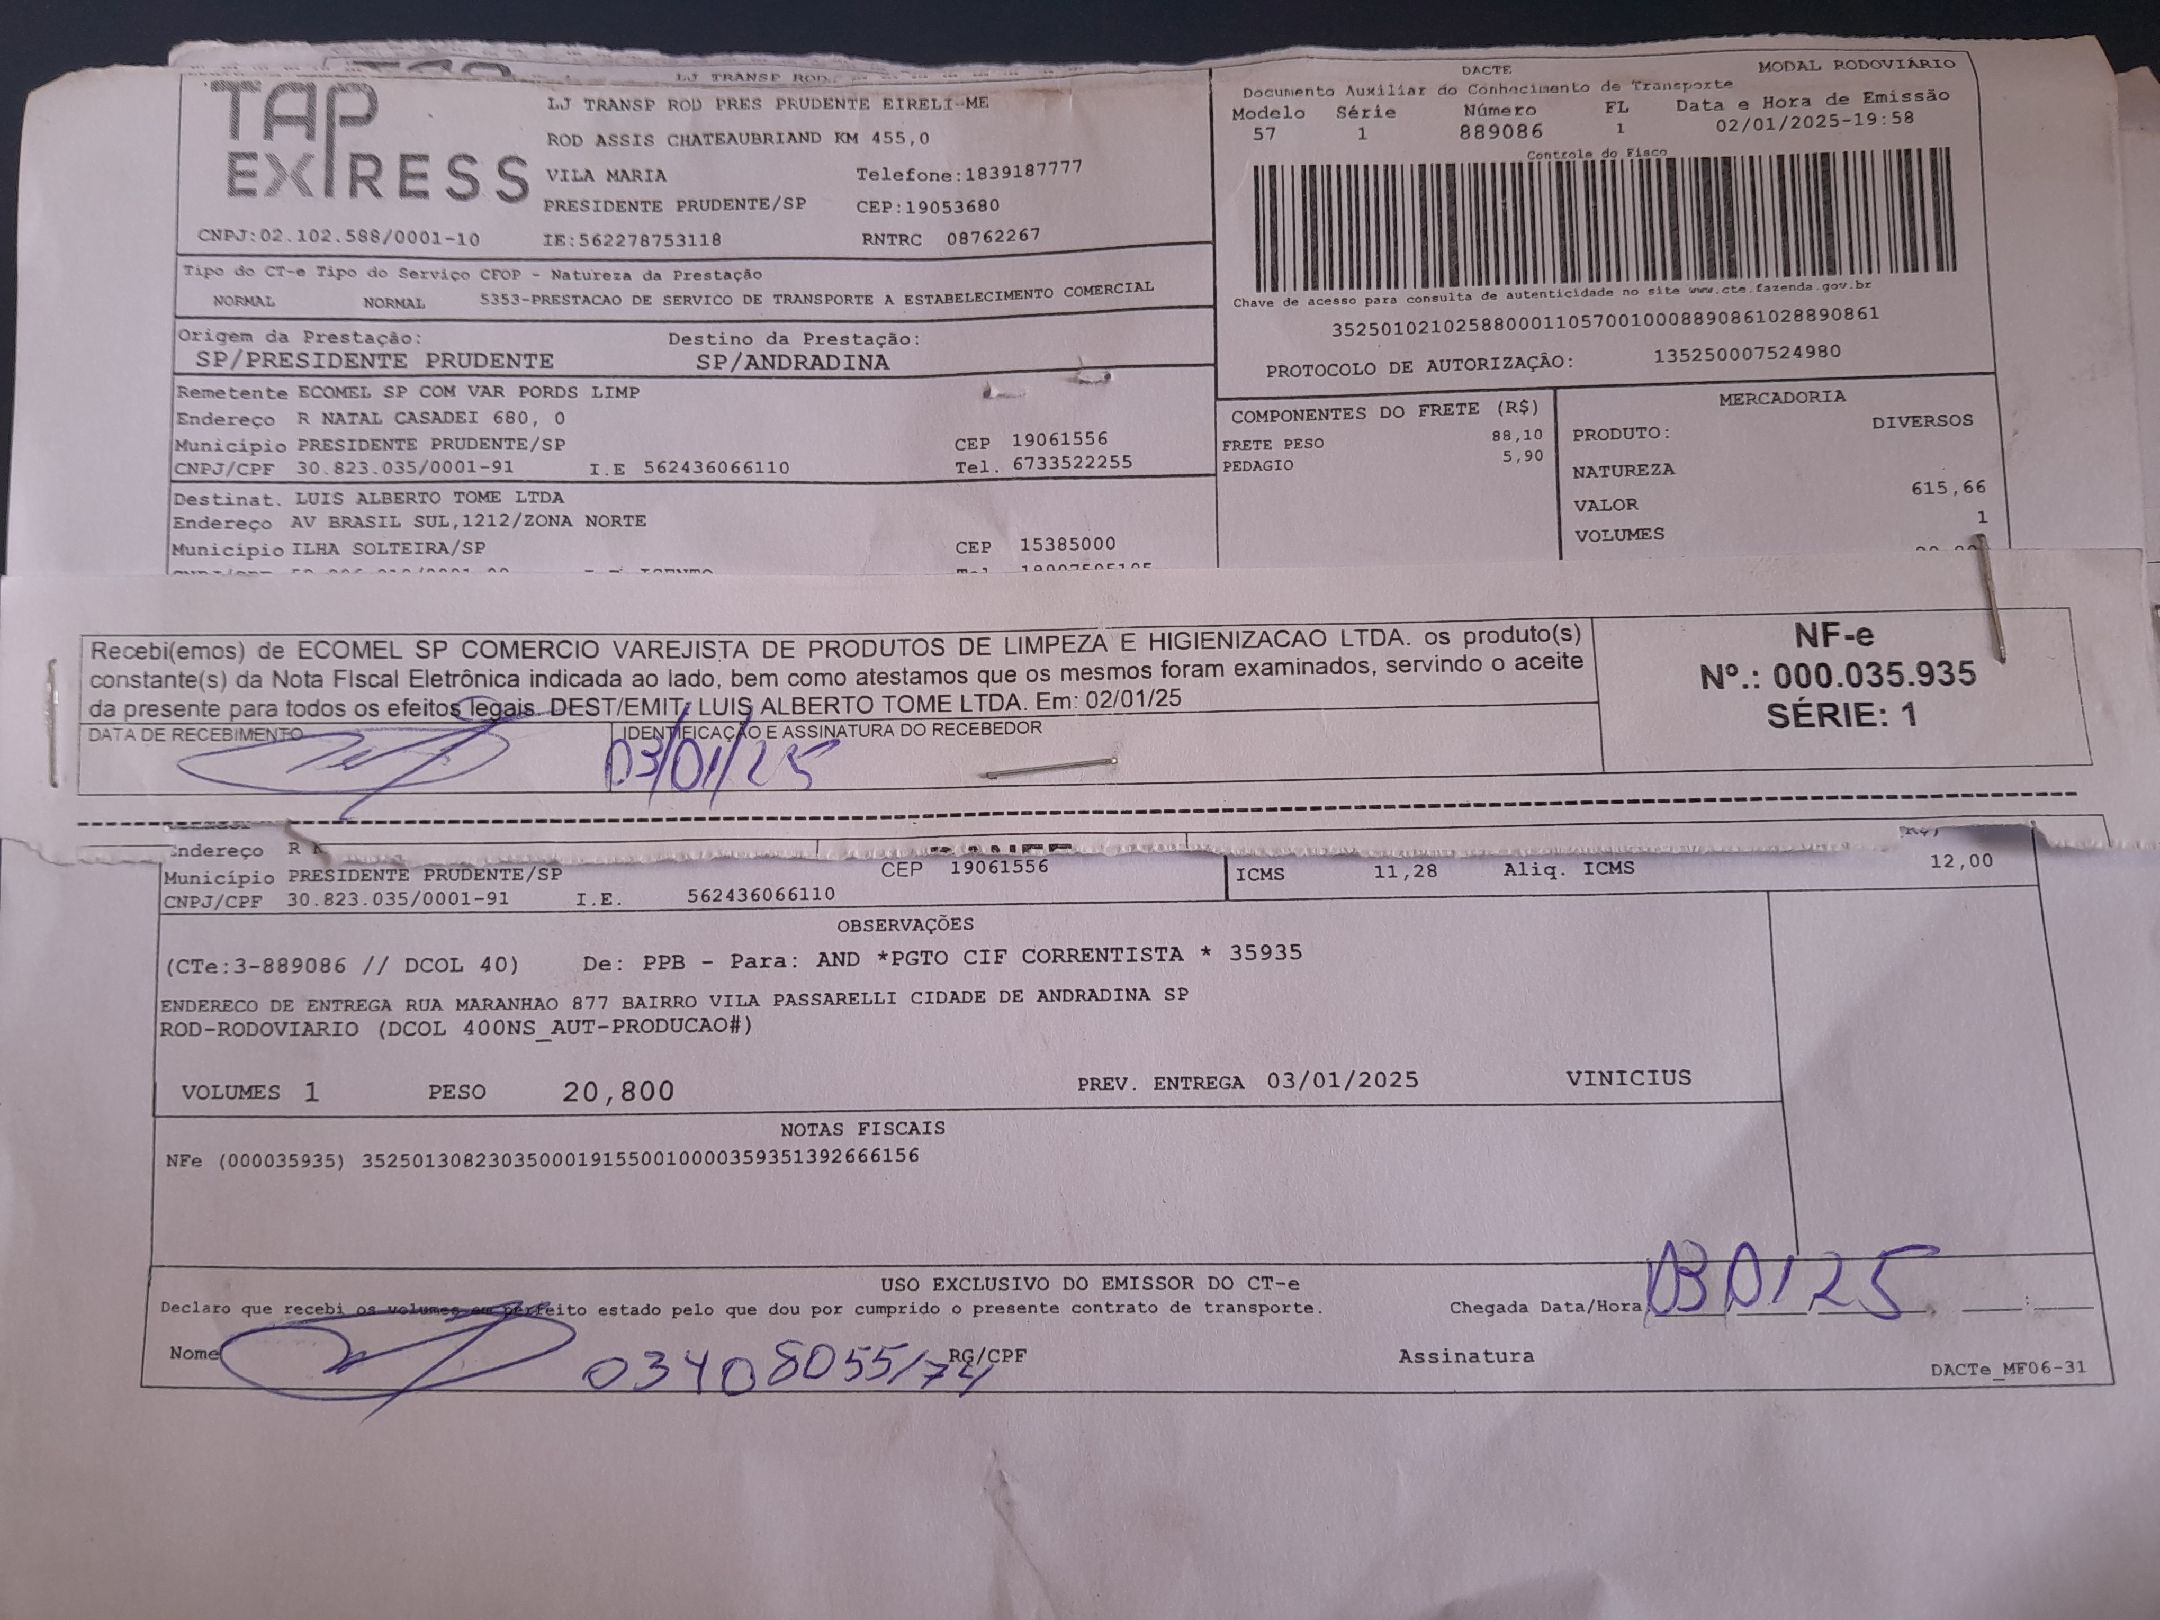 LJ TRANSP ROD
TAP EXPRESS
LJ TRANSP ROD PRES PRUDENTE EIRELI-ME
ROD ASSIS CHATEAUBRIAND KM 455,0
VILA MARIA Telefone:1839187777
PRESIDENTE PRUDENTE/SP CEP:19053680
CNPJ:02.102.588/0001-10 IE:562278753118 RNTRC 08762267
DACTE MODAL RODOVIÁRIO
Documento Auxiliar do Conhecimento de Transporte
Modelo Série Número FL Data e Hora de Emissão
57 1 889086 1 02/01/2025-19:58
Controle do Fisco
Chave de acesso para consulta de autenticidade no site www.cte.fazenda.gov.br
35250102102588000110570010008890861028890861
PROTOCOLO DE AUTORIZAÇÃO: 135250007524980
Tipo do CT-e Tipo do Serviço CFOP - Natureza da Prestação
NORMAL NORMAL 5353-PRESTACAO DE SERVICO DE TRANSPORTE A ESTABELECIMENTO COMERCIAL
Origem da Prestação: Destino da Prestação:
SP/PRESIDENTE PRUDENTE SP/ANDRADINA
Remetente ECOMEL SP COM VAR PORDS LIMP
Endereço R NATAL CASADEI 680, 0
Município PRESIDENTE PRUDENTE/SP CEP 19061556
CNPJ/CPF 30.823.035/0001-91 I.E 562436066110 Tel. 6733522255
Destinat. LUIS ALBERTO TOME LTDA
Endereço AV BRASIL SUL,1212/ZONA NORTE
Município ILHA SOLTEIRA/SP CEP 15385000
COMPONENTES DO FRETE (R$)
FRETE PESO 88,10
PEDAGIO 5,90
MERCADORIA
PRODUTO: DIVERSOS
NATUREZA
VALOR 615,66
VOLUMES 1
Recebi(emos) de ECOMEL SP COMERCIO VAREJISTA DE PRODUTOS DE LIMPEZA E HIGIENIZACAO LTDA. os produto(s)
constante(s) da Nota FIscal Eletrônica indicada ao lado, bem como atestamos que os mesmos foram examinados, servindo o aceite
da presente para todos os efeitos legais. DEST/EMIT: LUIS ALBERTO TOME LTDA. Em: 02/01/25
DATA DE RECEBIMENTO IDENTIFICAÇÃO E ASSINATURA DO RECEBEDOR
03/01/25
NF-e
Nº.: 000.035.935
SÉRIE: 1
Endereço R
Município PRESIDENTE PRUDENTE/SP CEP 19061556
CNPJ/CPF 30.823.035/0001-91 I.E. 562436066110
ICMS 11,28 Aliq. ICMS 12,00
OBSERVAÇÕES
(CTe:3-889086 // DCOL 40) De: PPB - Para: AND *PGTO CIF CORRENTISTA * 35935
ENDERECO DE ENTREGA RUA MARANHAO 877 BAIRRO VILA PASSARELLI CIDADE DE ANDRADINA SP
ROD-RODOVIARIO (DCOL 400NS_AUT-PRODUCAO#)
VOLUMES 1 PESO 20,800 PREV. ENTREGA 03/01/2025 VINICIUS
NOTAS FISCAIS
NFe (000035935) 35250130823035000191550010000359351392666156
USO EXCLUSIVO DO EMISSOR DO CT-e
Declaro que recebi os volumes em perfeito estado pelo que dou por cumprido o presente contrato de transporte. Chegada Data/Hora 03 01 25
Nome 03408055/74 RG/CPF Assinatura
DACTe_MF06-31